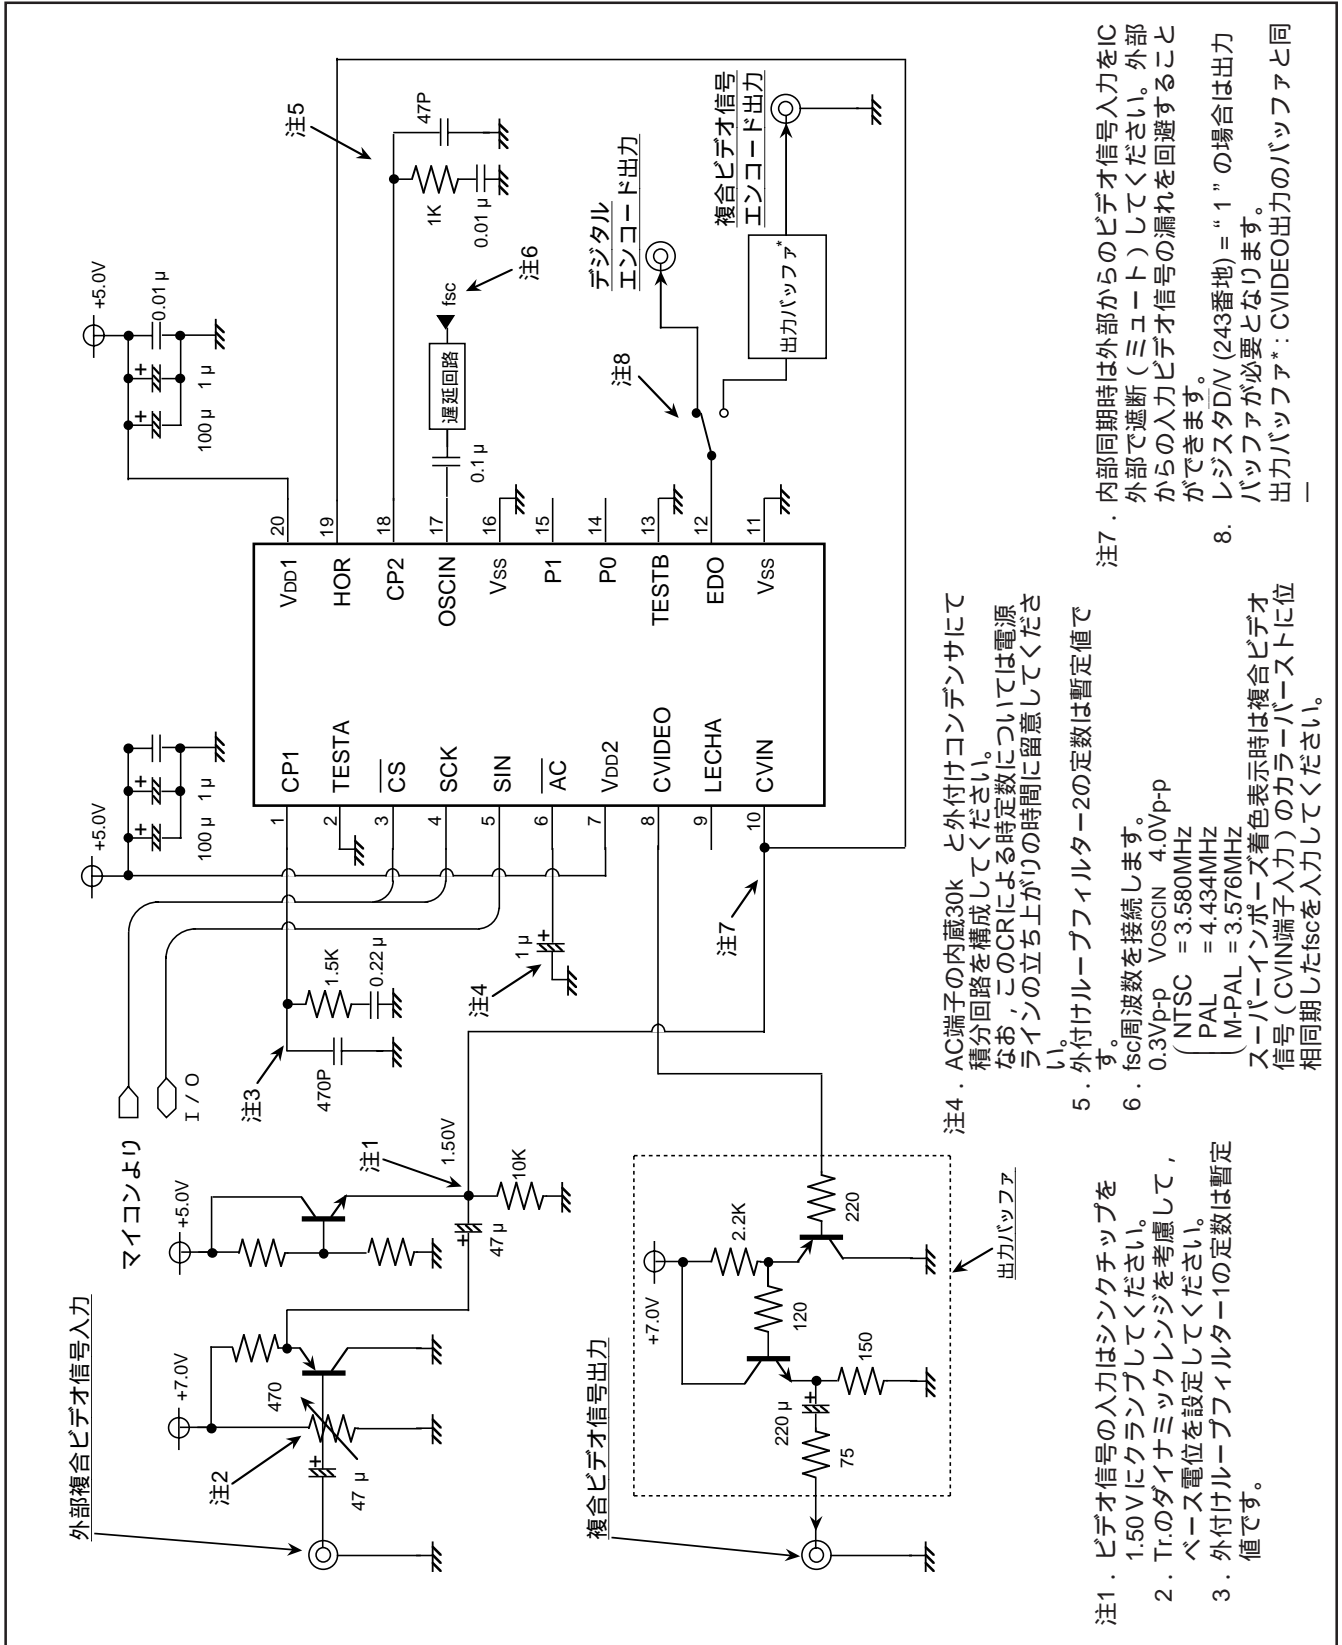 外部複合ビデオ信号入力
+7.0V
470
注2
47 μ
マイコンより
I / O
+5.0V
注1
1.50V
47 μ
10K
複合ビデオ信号出力
+7.0V
2.2K
120
220
150
220 μ
75
出力バッファ
注3
470P
1.5K
0.22 μ
注4
1 μ
注7
+5.0V
100 μ
1 μ
1
2
3
4
5
6
7
8
9
10
CP1
TESTA
CS
SCK
SIN
AC
VDD2
CVIDEO
LECHA
CVIN
VDD1
HOR
CP2
OSCIN
VSS
P1
P0
TESTB
EDO
VSS
20
19
18
17
16
15
14
13
12
11
+5.0V
100 μ
1 μ
0.01 μ
注5
47P
1K
0.01 μ
注6
fsc
遅延回路
0.1 μ
注8
デジタル
エンコード出力
複合ビデオ信号
エンコード出力
出力バッファ*
注1．ビデオ信号の入力はシンクチップを
1.50Vにクランプしてください。
2．Tr.のダイナミックレンジを考慮して，
ベース電位を設定してください。
3．外付けループフィルター1の定数は暫定
値です。
注4．AC端子の内蔵30k と外付けコンデンサにて
積分回路を構成してください。
なお，このCRによる時定数については電源
ラインの立ち上がりの時間に留意してくださ
い。
5．外付けループフィルター2の定数は暫定値で
す。
6．fsc周波数を接続します。
0.3Vp-p VOSCIN 4.0Vp-p
NTSC = 3.580MHz
PAL = 4.434MHz
M-PAL = 3.576MHz
スーパーインポーズ着色表示時は複合ビデオ
信号（CVIN端子入力）のカラーバーストに位
相同期したfscを入力してください。
注7．内部同期時は外部からのビデオ信号入力をIC
外部で遮断（ミュート）してください。外部
からの入力ビデオ信号の漏れを回避すること
ができます。
8. レジスタD/V (243番地) = “ 1 ” の場合は出力
バッファが必要となります。
出力バッファ* : CVIDEO出力のバッファと同
一